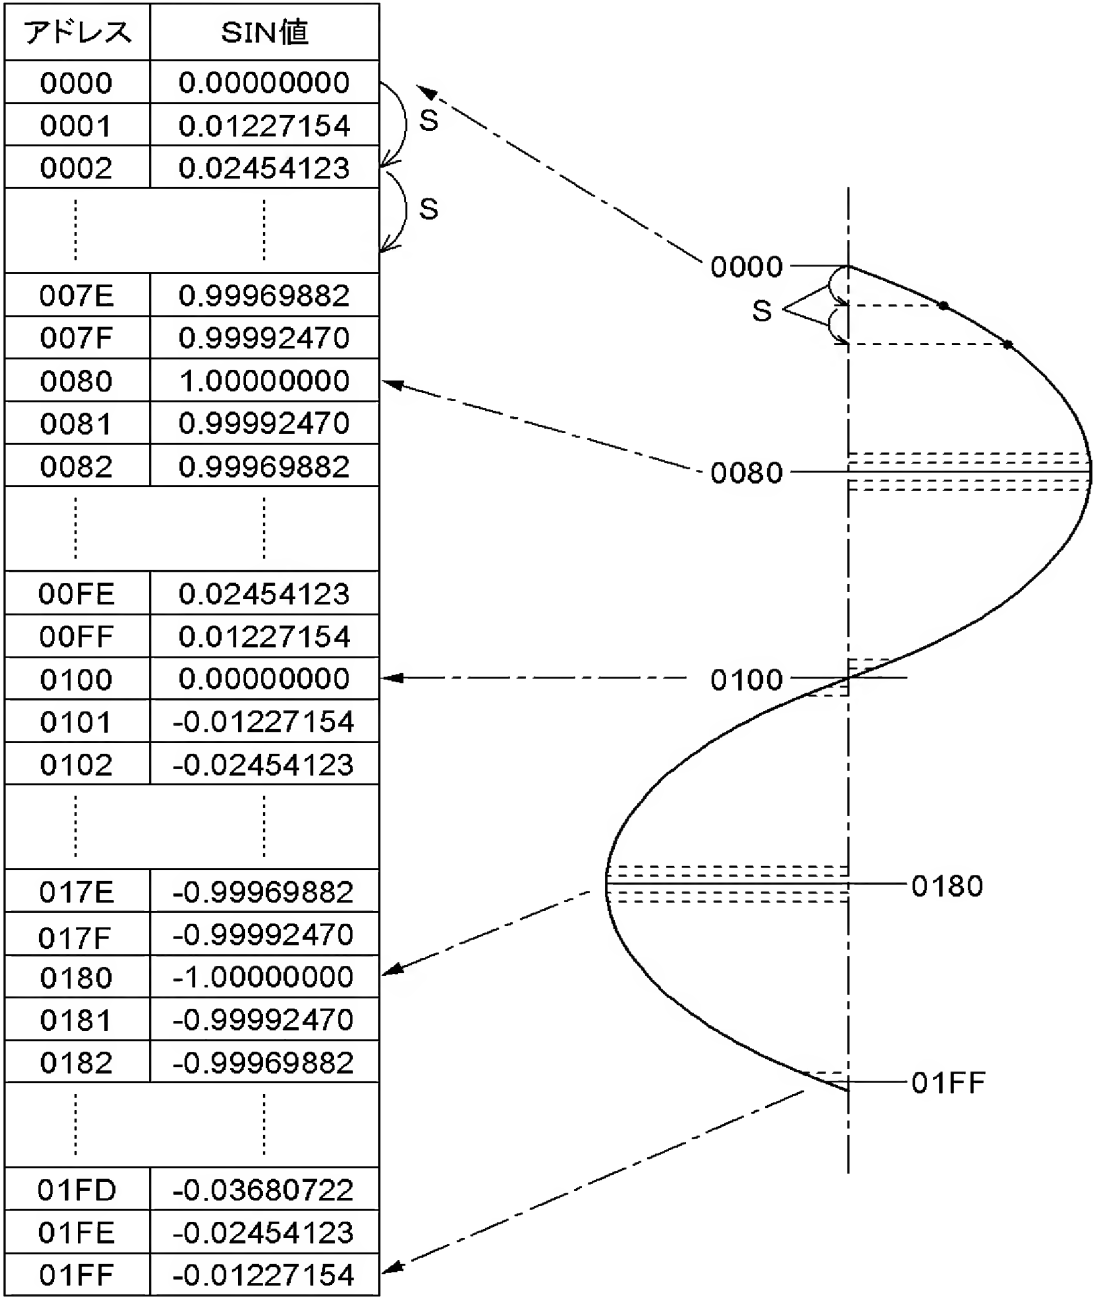 アドレス SIN値
0000 0.00000000
0001 0.01227154
0002 0.02454123
007E 0.99969882
007F 0.99992470
0080 1.00000000
0081 0.99992470
0082 0.99969882
00FE 0.02454123
00FF 0.01227154
0100 0.00000000
0101 -0.01227154
0102 -0.02454123
017E -0.99969882
017F -0.99992470
0180 -1.00000000
0181 -0.99992470
0182 -0.99969882
01FD -0.03680722
01FE -0.02454123
01FF -0.01227154
S
S
0000
S
0080
0100
0180
01FF